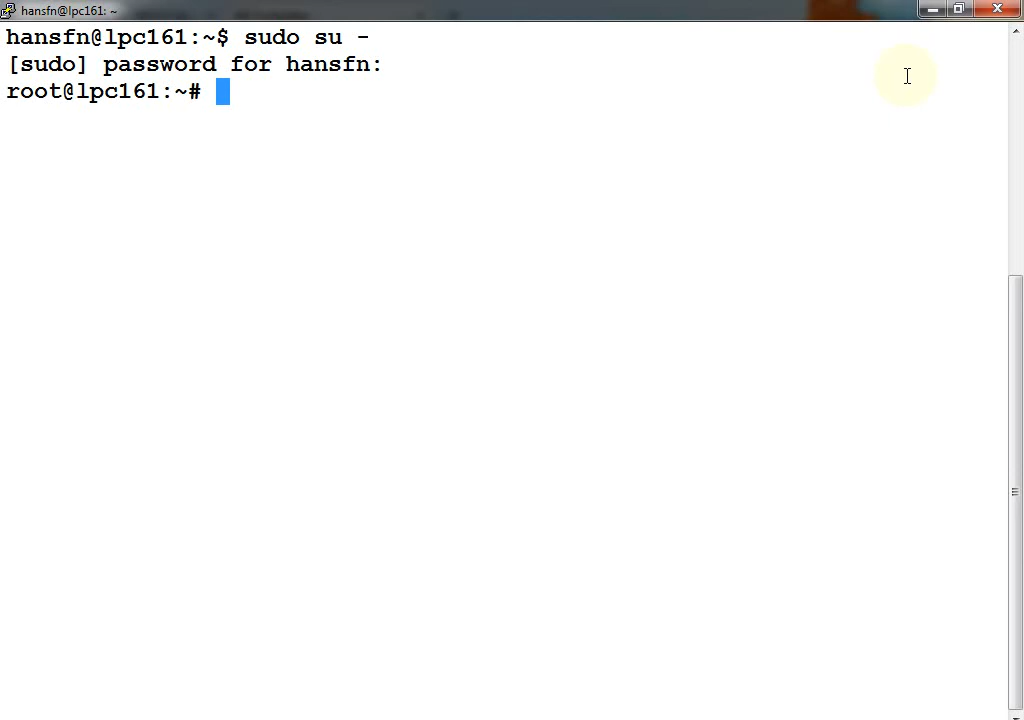 hansfn@lpc161: ~
hansfn@lpc161:~$ sudo su -
[sudo] password for hansfn:
root@lpc161:~#